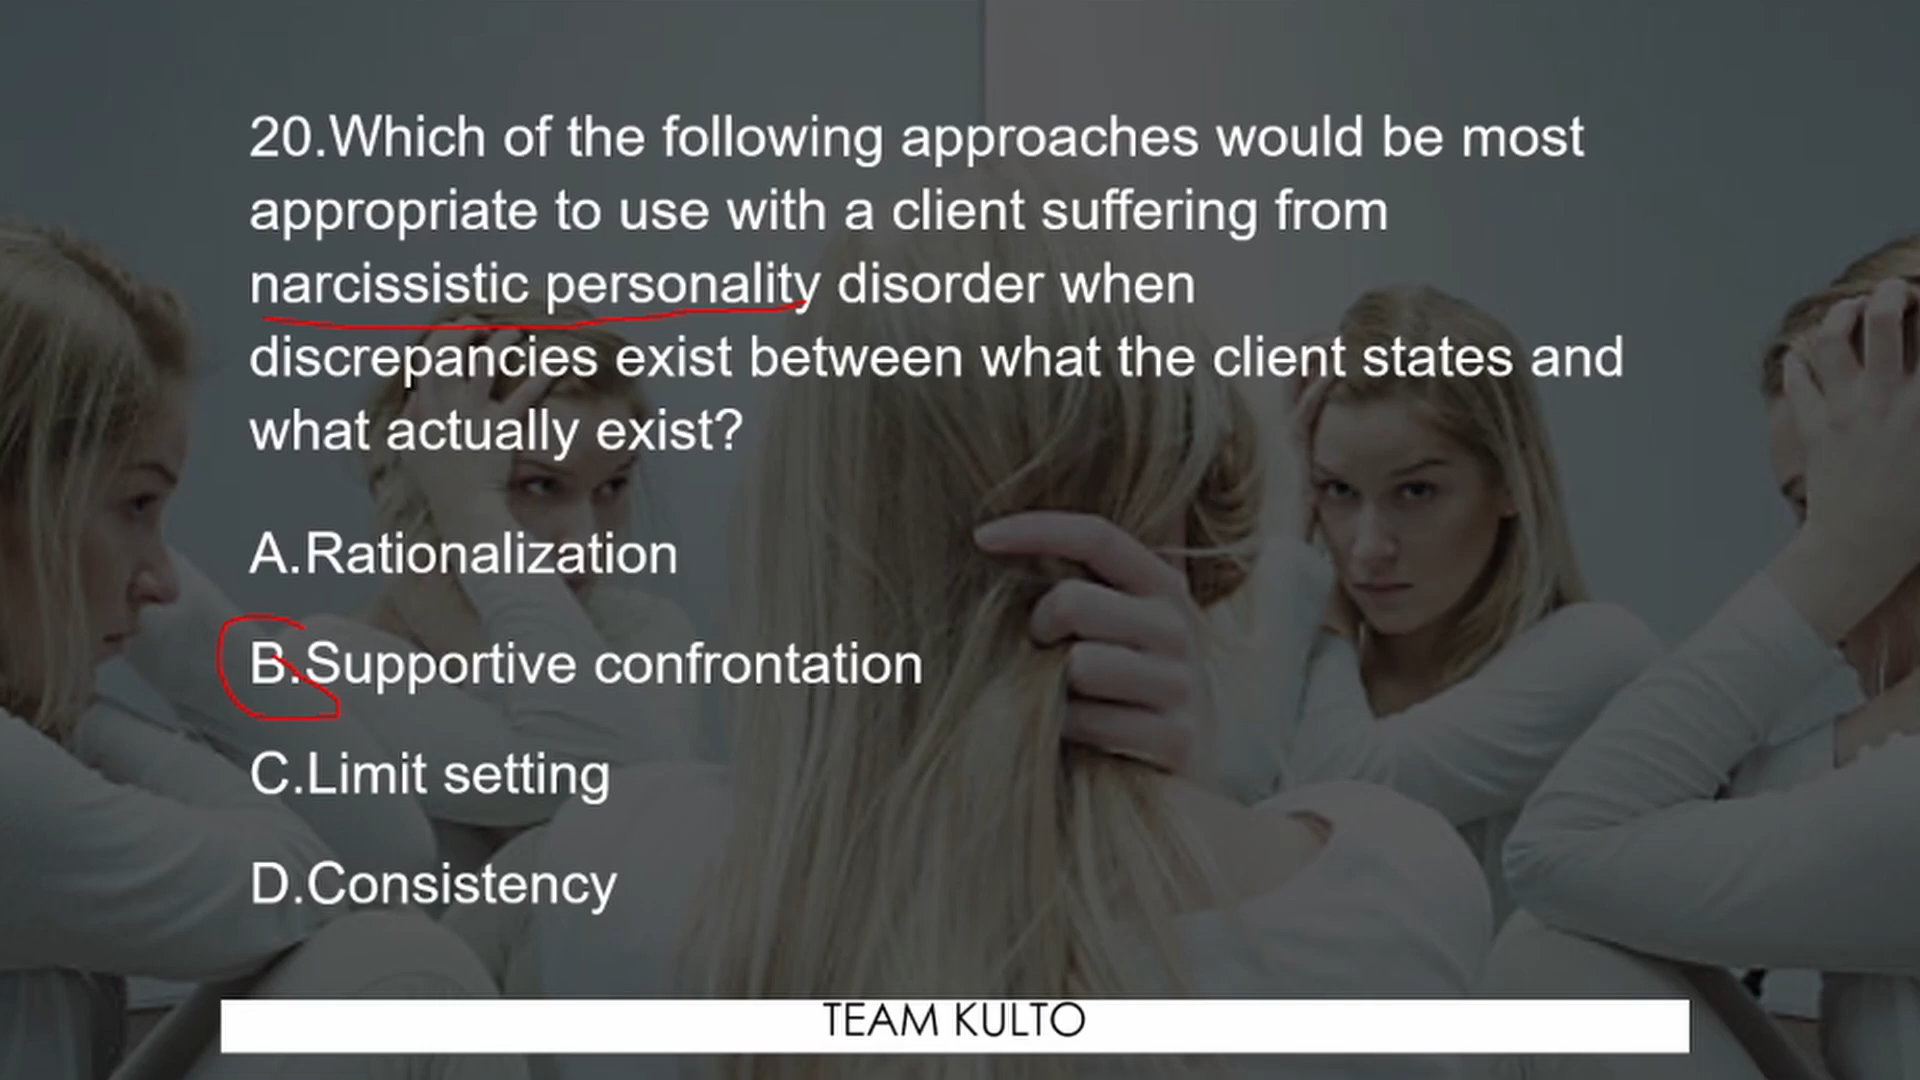 20.Which of the following approaches would be most
appropriate to use with a client suffering from
narcissistic personality disorder when
discrepancies exist between what the client states and
what actually exist?
A.Rationalization
B.Supportive confrontation
C.Limit setting
D.Consistency
TEAM KULTO